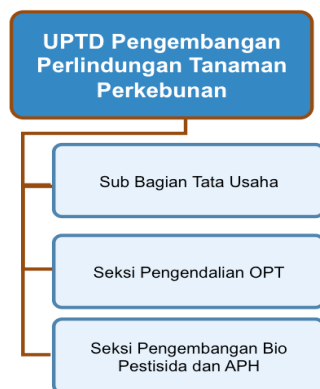 UPTD Pengembangan
Perlindungan Tanaman
Perkebunan
Sub Bagian Tata Usaha
Seksi Pengendalian OPT
Seksi Pengembangan Bio
Pestisida dan APH